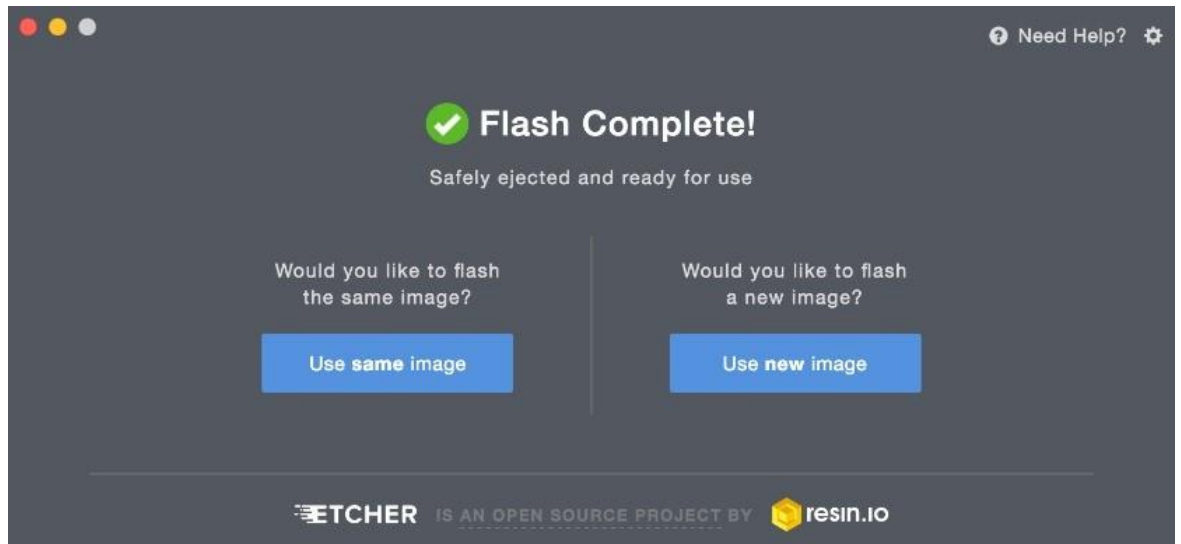 Need Help?
Flash Complete!
Safely ejected and ready for use
Would you like to flash
the same image?
Use same image
Would you like to flash
a new image?
Use new image
ETCHER IS AN OPEN SOURCE PROJECT BY resin.io